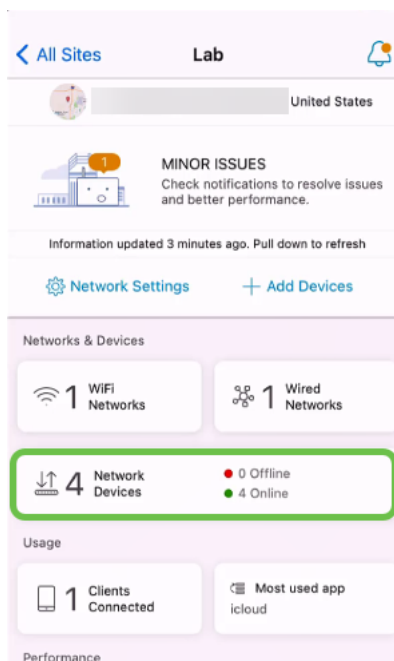 All Sites
Lab
United States
1
MINOR ISSUES
Check notifications to resolve issues
and better performance.
Information updated 3 minutes ago. Pull down to refresh
Network Settings
Add Devices
Networks & Devices
1 WiFi
Networks
1 Wired
Networks
4 Network
Devices
0 Offline
4 Online
Usage
1 Clients
Connected
Most used app
icloud
Performance